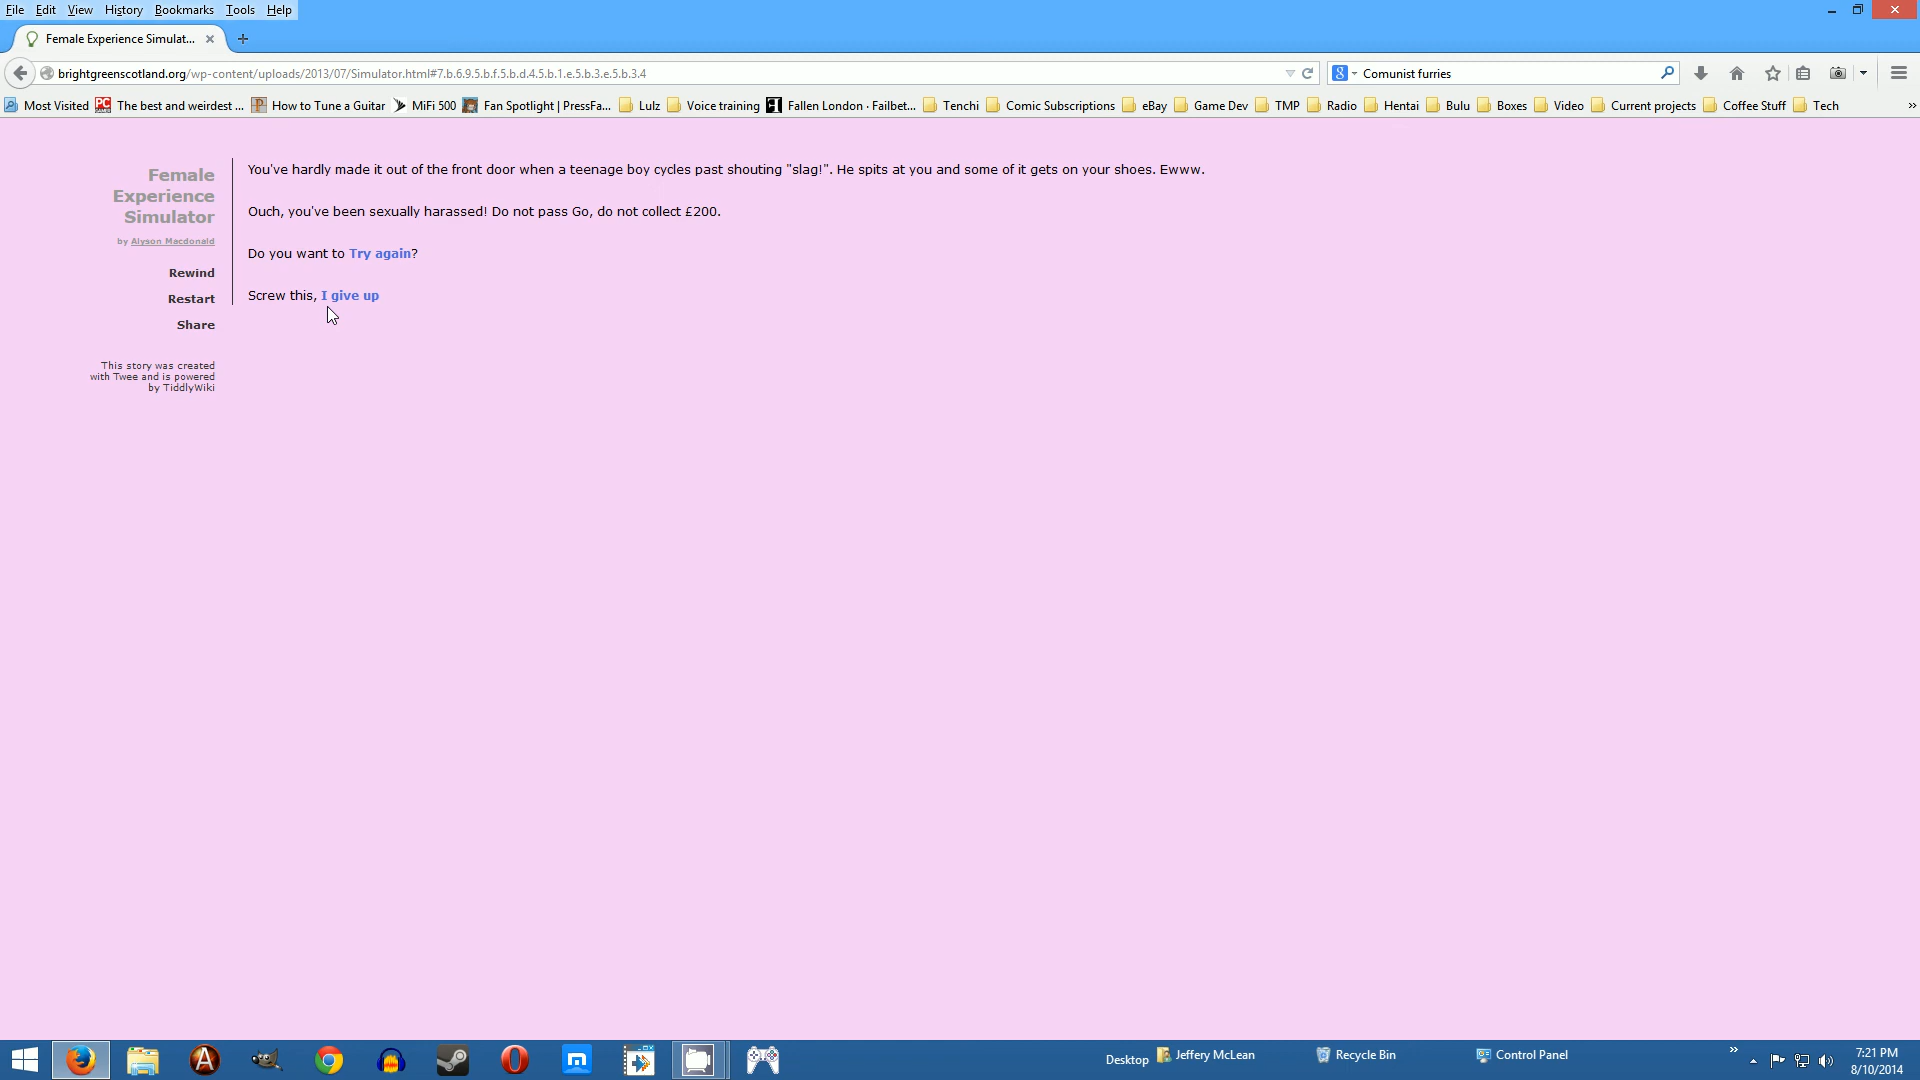 File Edit View History Bookmarks Tools Help
Female Experience Simulat...
brightgreenscotland.org/wp-content/uploads/2013/07/Simulator.html#7.b.6.9.5.b.f.5.b.d.4.5.b.1.e.5.b.3.e.5.b.3.4
Comunist furries
Most Visited The best and weirdest ... How to Tune a Guitar MiFi 500 Fan Spotlight | PressFa... Lulz Voice training Fallen London · Failbet... Tenchi Comic Subscriptions eBay Game Dev TMP Radio Hentai Bulu Boxes Video Current projects Coffee Stuff Tech
Female
Experience
Simulator
by Alyson Macdonald
Rewind
Restart
Share
This story was created
with Twee and is powered
by TiddlyWiki
You've hardly made it out of the front door when a teenage boy cycles past shouting "slag!". He spits at you and some of it gets on your shoes. Ewww.
Ouch, you've been sexually harassed! Do not pass Go, do not collect £200.
Do you want to Try again?
Screw this, I give up
Desktop Jeffery McLean Recycle Bin Control Panel
7:21 PM
8/10/2014